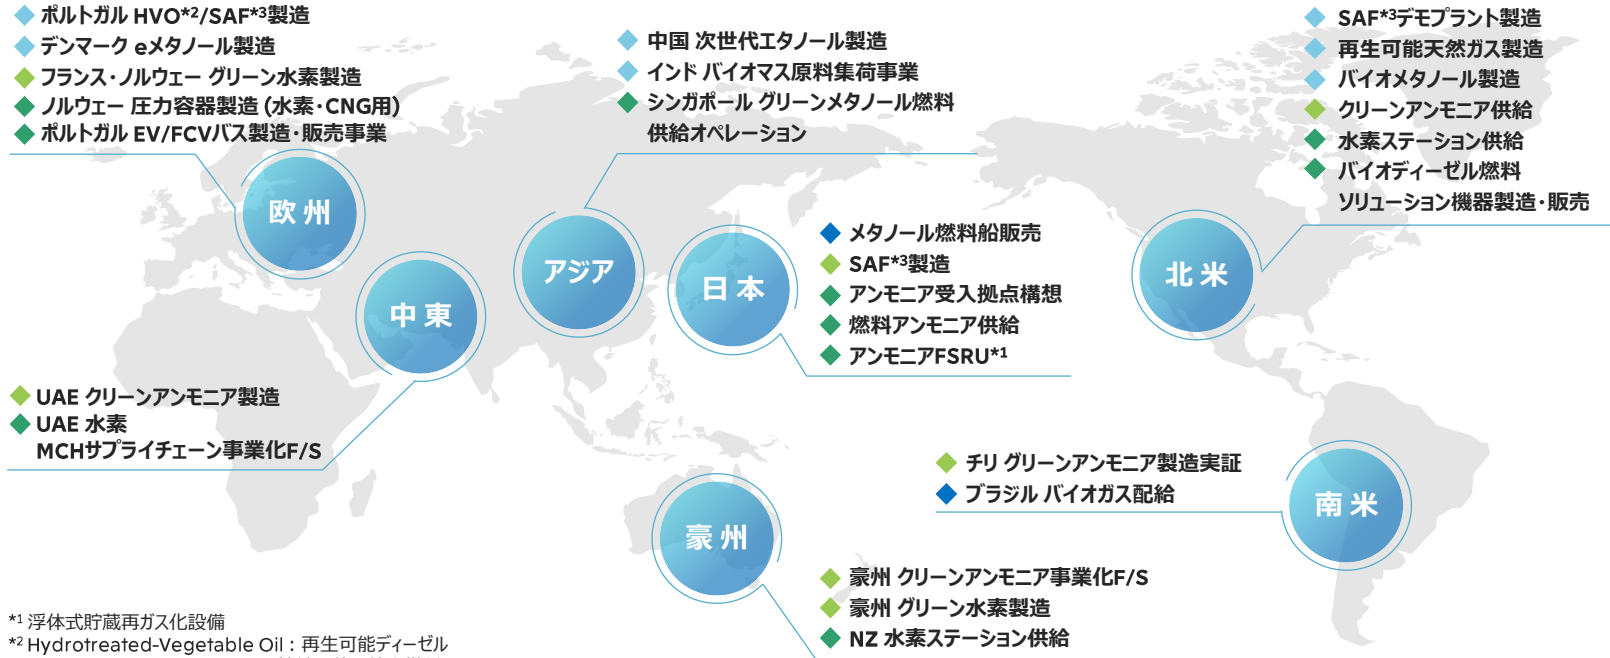 ポルトガル HVO*2/SAF*3製造
デンマーク eメタノール製造
フランス・ノルウェー グリーン水素製造
ノルウェー 圧力容器製造 (水素・CNG用)
ポルトガル EV/FCVバス製造・販売事業
欧州
中国 次世代エタノール製造
インド バイオマス原料集荷事業
シンガポール グリーンメタノール燃料
供給オペレーション
アジア
SAF*3デモプラント製造
再生可能天然ガス製造
バイオメタノール製造
クリーンアンモニア供給
水素ステーション供給
バイオディーゼル燃料
ソリューション機器製造・販売
北米
メタノール燃料船販売
SAF*3製造
アンモニア受入拠点構想
燃料アンモニア供給
アンモニアFSRU*1
日本
中東
UAE クリーンアンモニア製造
UAE 水素
MCHサプライチェーン事業化F/S
チリ グリーンアンモニア製造実証
ブラジル バイオガス配給
南米
豪州
豪州 クリーンアンモニア事業化F/S
豪州 グリーン水素製造
NZ 水素ステーション供給
*1 浮体式貯蔵再ガス化設備
*2 Hydrotreated-Vegetable Oil : 再生可能ディーゼル